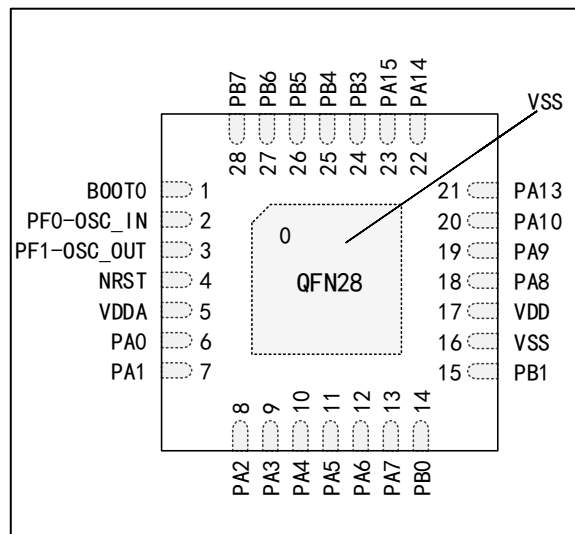 PB7 PB6 PB5 PB4 PB3 PA15 PA14
VSS
28 27 26 25 24 23 22
BOOT0 1
PF0-OSC_IN 2
PF1-OSC_OUT 3
NRST 4
VDDA 5
PA0 6
PA1 7
0
QFN28
21 PA13
20 PA10
19 PA9
18 PA8
17 VDD
16 VSS
15 PB1
8 9 10 11 12 13 14
PA2 PA3 PA4 PA5 PA6 PA7 PB0